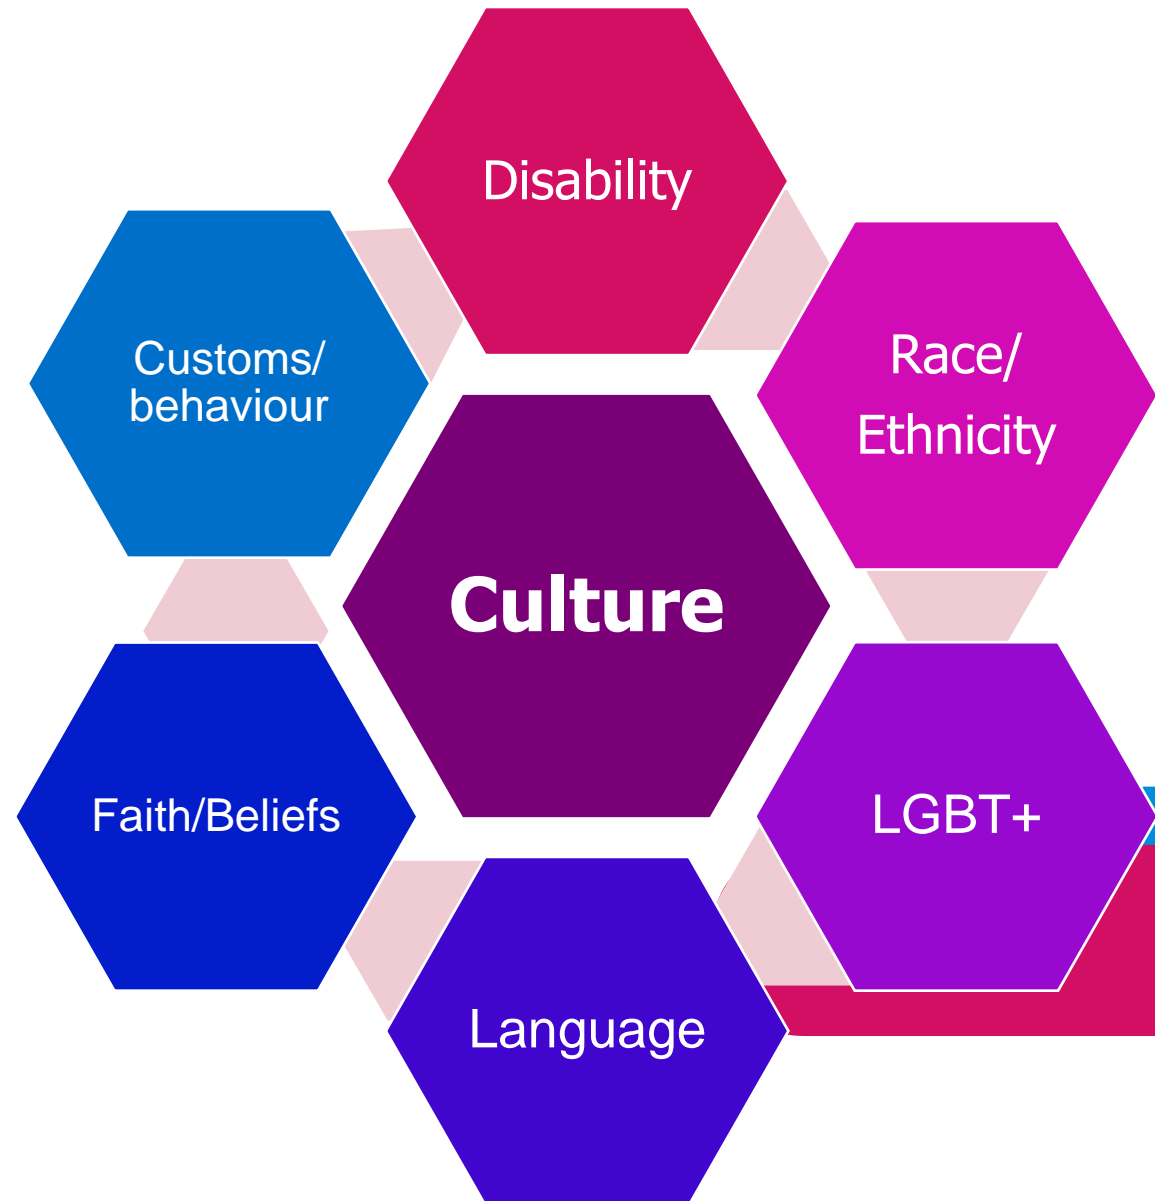 Disability
Race/
Ethnicity
Customs/
behaviour
Culture
LGBT+
Faith/Beliefs
Language